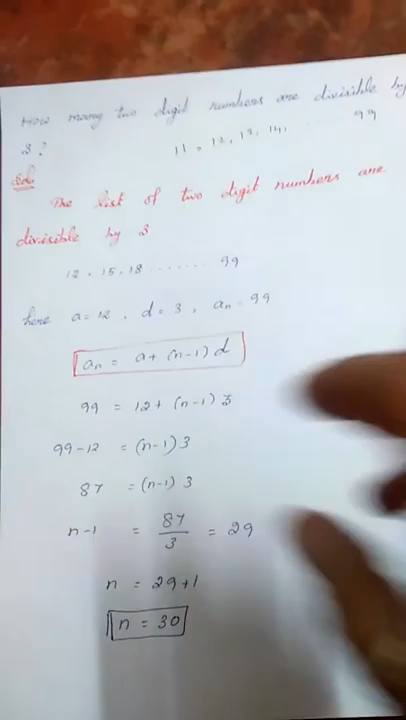 How many two digit numbers are divisible by
3?
11, 12, 13, 14, ...... 99
Sol
The list of two digit numbers are
divisible by 3
12, 15, 18 ........ 99
here a = 12, d = 3, an = 99
an = a + (n-1) d
99 = 12 + (n-1) 3
99-12 = (n-1) 3
87 = (n-1) 3
n-1 = 87/3 = 29
n = 29+1
n = 30